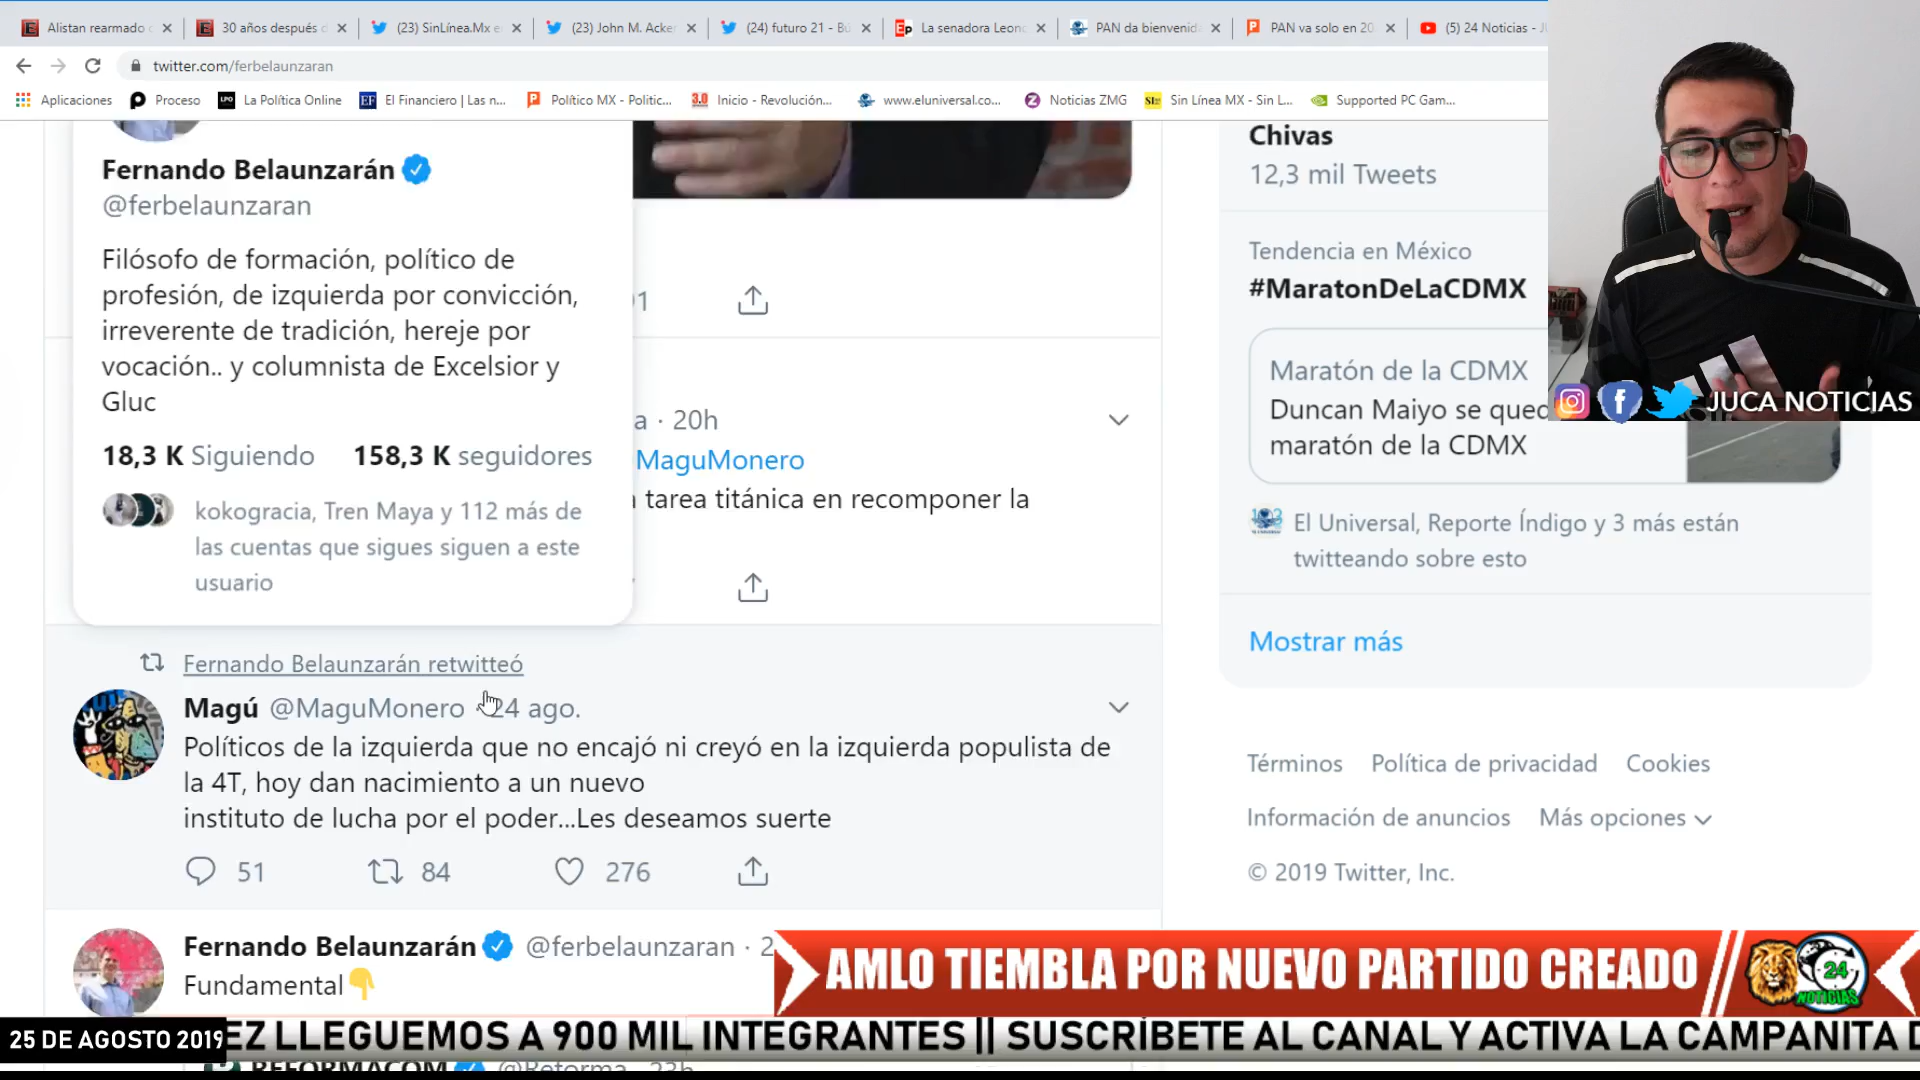 Alistan rearmado
30 años después
(23) SinLínea.Mx e
(23) John M. Acker
(24) futuro 21 - Bú
Ep
La senadora Leono
PAN da bienvenida
PAN va solo en 20
(5) 24 Noticias - J
twitter.com/ferbelaunzaran
Aplicaciones
Proceso
La Política Online
El Financiero | Las n...
Político MX - Politic...
Inicio - Revolución...
www.eluniversal.co...
Noticias ZMG
Sin Línea MX - Sin L...
Supported PC Gam...
Fernando Belaunzarán
@ferbelaunzaran
Filósofo de formación, político de
profesión, de izquierda por convicción,
irreverente de tradición, hereje por
vocación.. y columnista de Excelsior y
Gluc
18,3 K Siguiendo 158,3 K seguidores
kokogracia, Tren Maya y 112 más de
las cuentas que sigues siguen a este
usuario
a · 20h
MaguMonero
tarea titánica en recomponer la
Fernando Belaunzarán retwitteó
Magú @MaguMonero 24 ago.
Políticos de la izquierda que no encajó ni creyó en la izquierda populista de
la 4T, hoy dan nacimiento a un nuevo
instituto de lucha por el poder...Les deseamos suerte
51 84 276
Fernando Belaunzarán @ferbelaunzaran · 2
Fundamental👇
REFORMACOM @Reforma · 23h
Chivas
12,3 mil Tweets
Tendencia en México
#MaratonDeLaCDMX
Maratón de la CDMX
Duncan Maiyo se qued
maratón de la CDMX
El Universal, Reporte Índigo y 3 más están
twitteando sobre esto
Mostrar más
Términos Política de privacidad Cookies
Información de anuncios Más opciones
© 2019 Twitter, Inc.
JUCA NOTICIAS
AMLO TIEMBLA POR NUEVO PARTIDO CREADO
24
NOTICIAS
25 DE AGOSTO 2019
EZ LLEGUEMOS A 900 MIL INTEGRANTES || SUSCRÍBETE AL CANAL Y ACTIVA LA CAMPANITA D